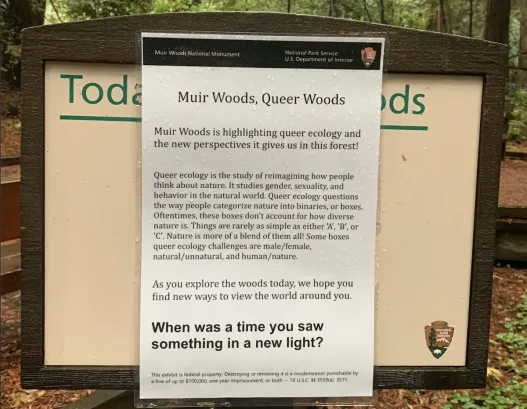 Muir Woods National Monument
National Park Service
U.S. Department of Interior
Toda
ods
Muir Woods, Queer Woods
Muir Woods is highlighting queer ecology and
the new perspectives it gives us in this forest!
Queer ecology is the study of reimagining how people
think about nature. It studies gender, sexuality, and
behavior in the natural world. Queer ecology questions
the way people categorize nature into binaries, or boxes.
Oftentimes, these boxes don't account for how diverse
nature is. Things are rarely as simple as either 'A', 'B', or
'C'. Nature is more of a blend of them all! Some boxes
queer ecology challenges are male/female,
natural/unnatural, and human/nature.
As you explore the woods today, we hope you
find new ways to view the world around you.
When was a time you saw
something in a new light?
This exhibit is federal property. Destroying or removing it is a misdemeanor, punishable by
a fine of up to $100,000, one year imprisonment, or both – 18 U.S.C. §§ 3559(a), 3571.